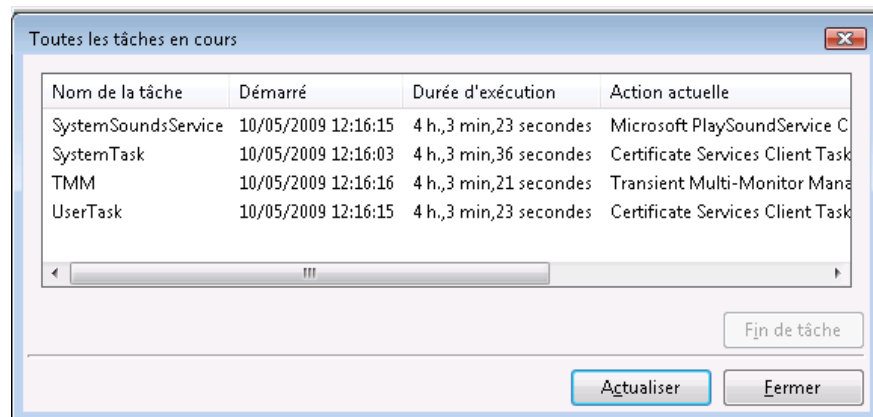 Toutes les tâches en cours
Nom de la tâche Démarré Durée d'exécution Action actuelle
SystemSoundsService 10/05/2009 12:16:15 4 h.,3 min,23 secondes Microsoft PlaySoundService C
SystemTask 10/05/2009 12:16:03 4 h.,3 min,36 secondes Certificate Services Client Task
TMM 10/05/2009 12:16:16 4 h.,3 min,21 secondes Transient Multi-Monitor Mana
UserTask 10/05/2009 12:16:15 4 h.,3 min,23 secondes Certificate Services Client Task
Fin de tâche
Actualiser Fermer